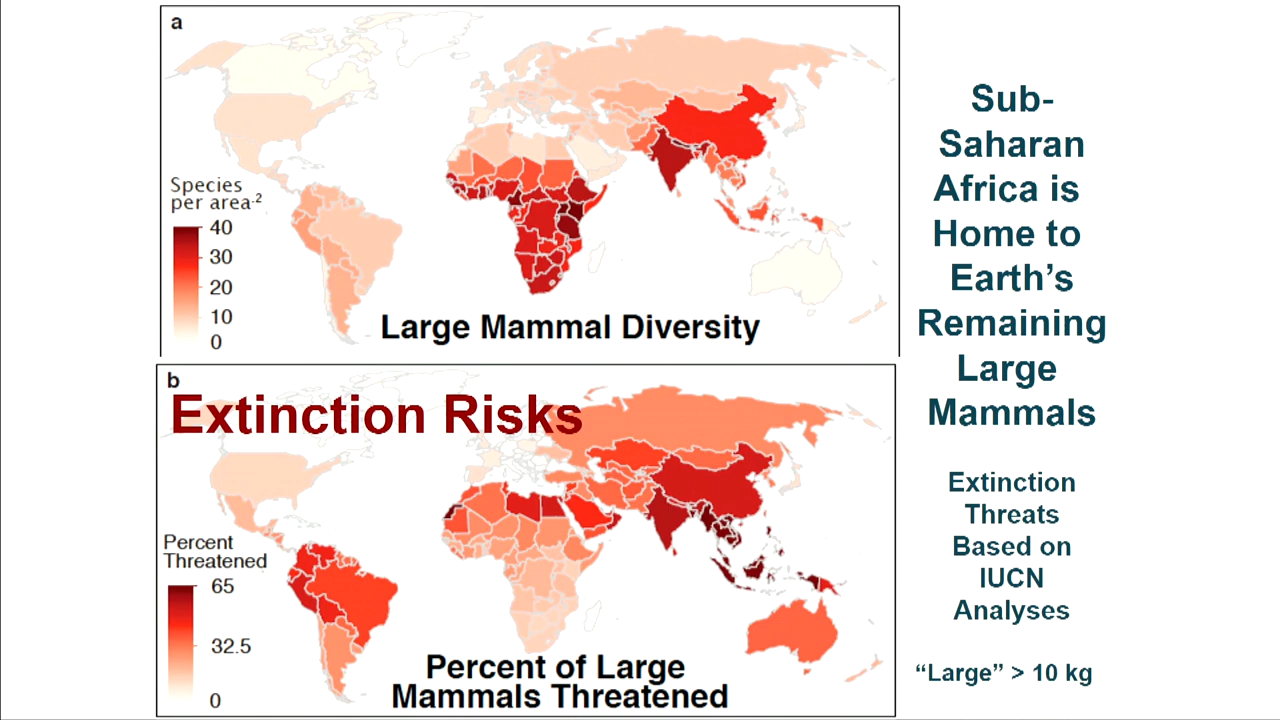 a
Species
per area-2
40
30
20
10
0
Large Mammal Diversity
b
Extinction Risks
Percent
Threatened
65
32.5
0
Percent of Large
Mammals Threatened
Sub-
Saharan
Africa is
Home to
Earth’s
Remaining
Large
Mammals
Extinction
Threats
Based on
IUCN
Analyses
“Large” > 10 kg